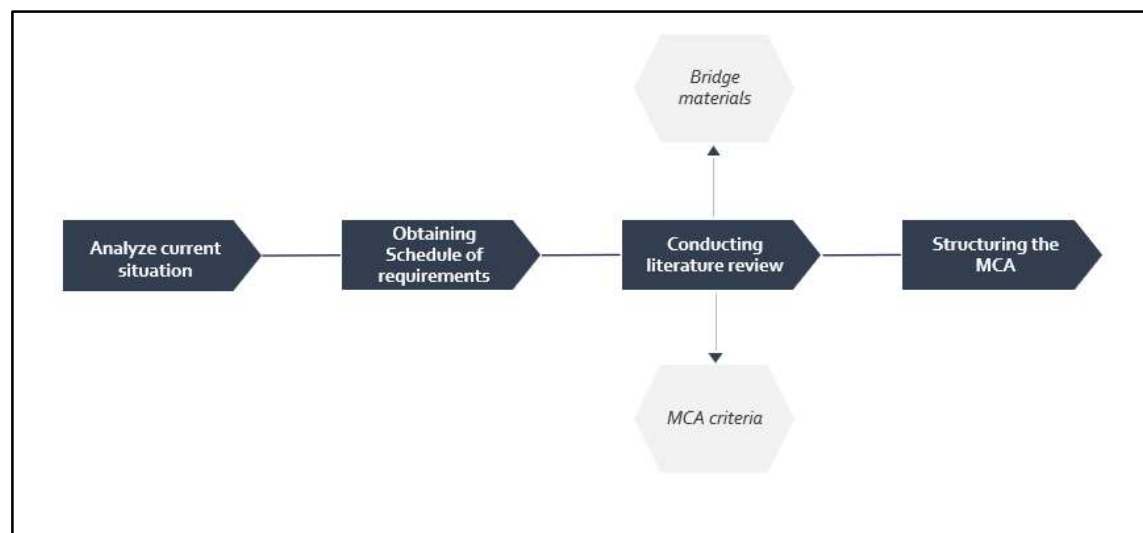 Bridge
materials
Analyze current
situation
Obtaining
Schedule of
requirements
Conducting
literature review
Structuring the
MCA
MCA criteria